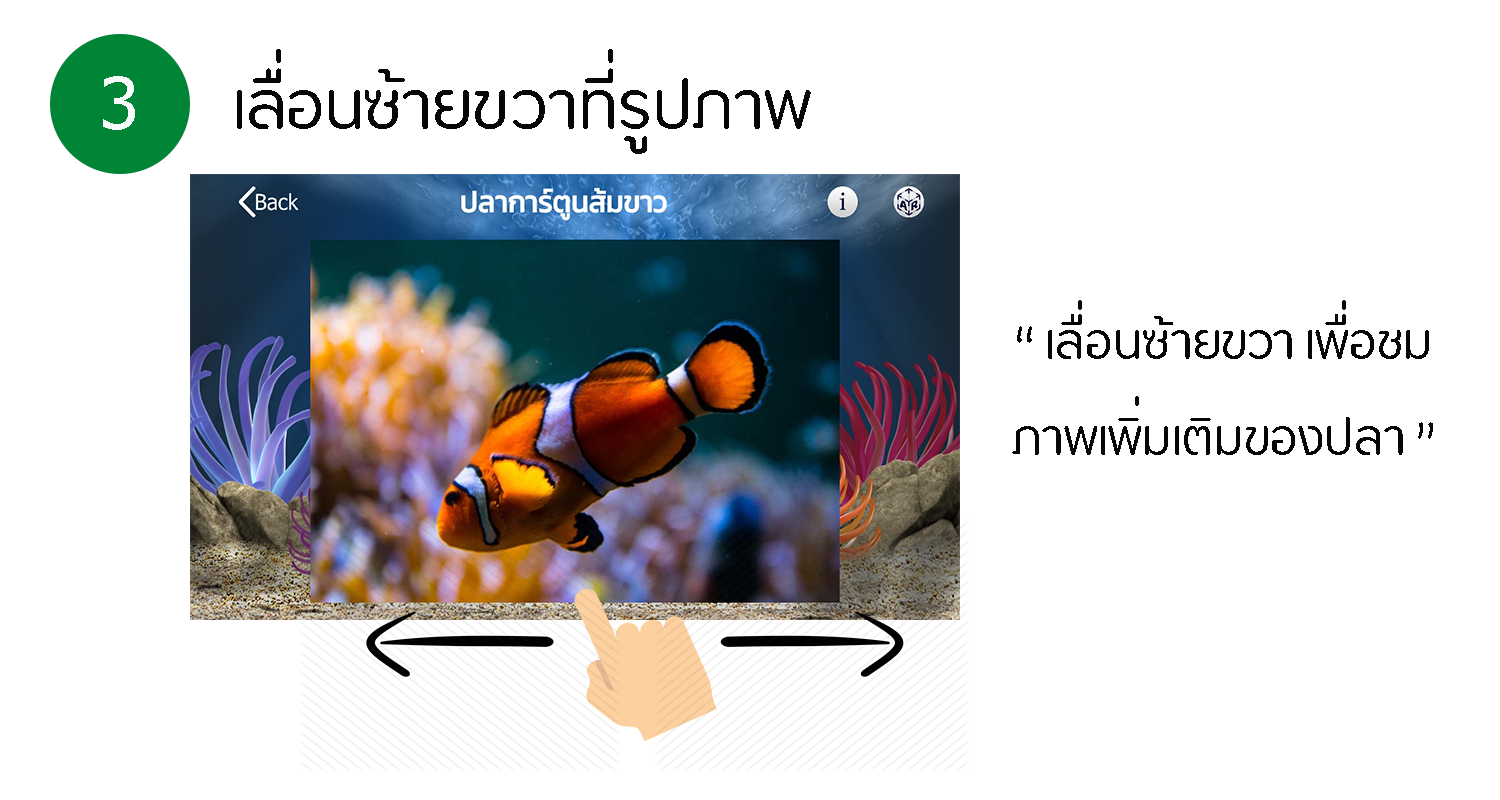 3
เลื่อนซ้ายขวาที่รูปภาพ
Back
ปลาการ์ตูนส้มขาว
i
AR
“ เลื่อนซ้ายขวา เพื่อชม
ภาพเพิ่มเติมของปลา ”